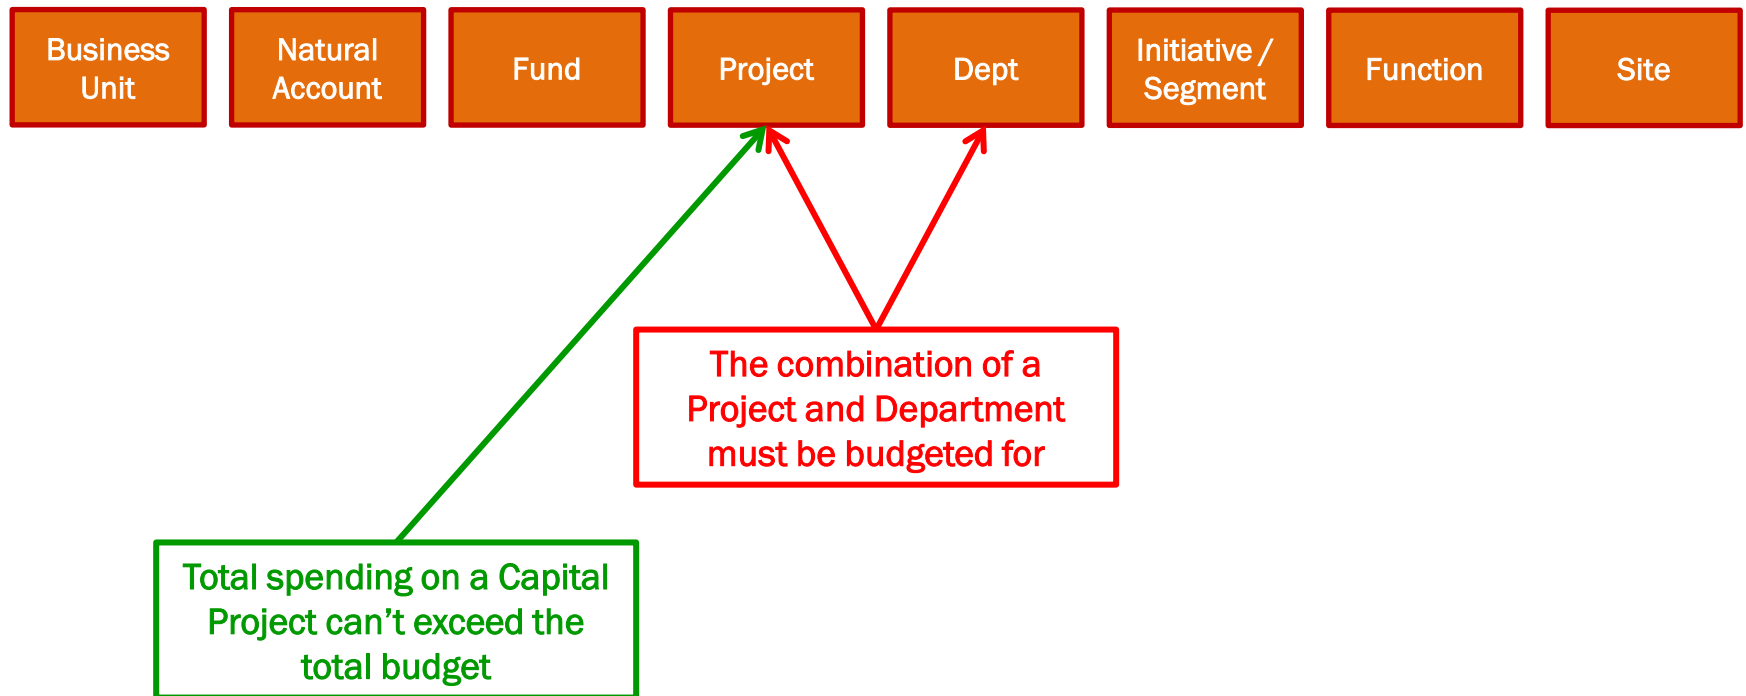 Business
Unit
Natural
Account
Fund
Project
Dept
Initiative /
Segment
Function
Site
The combination of a
Project and Department
must be budgeted for
Total spending on a Capital
Project can’t exceed the
total budget